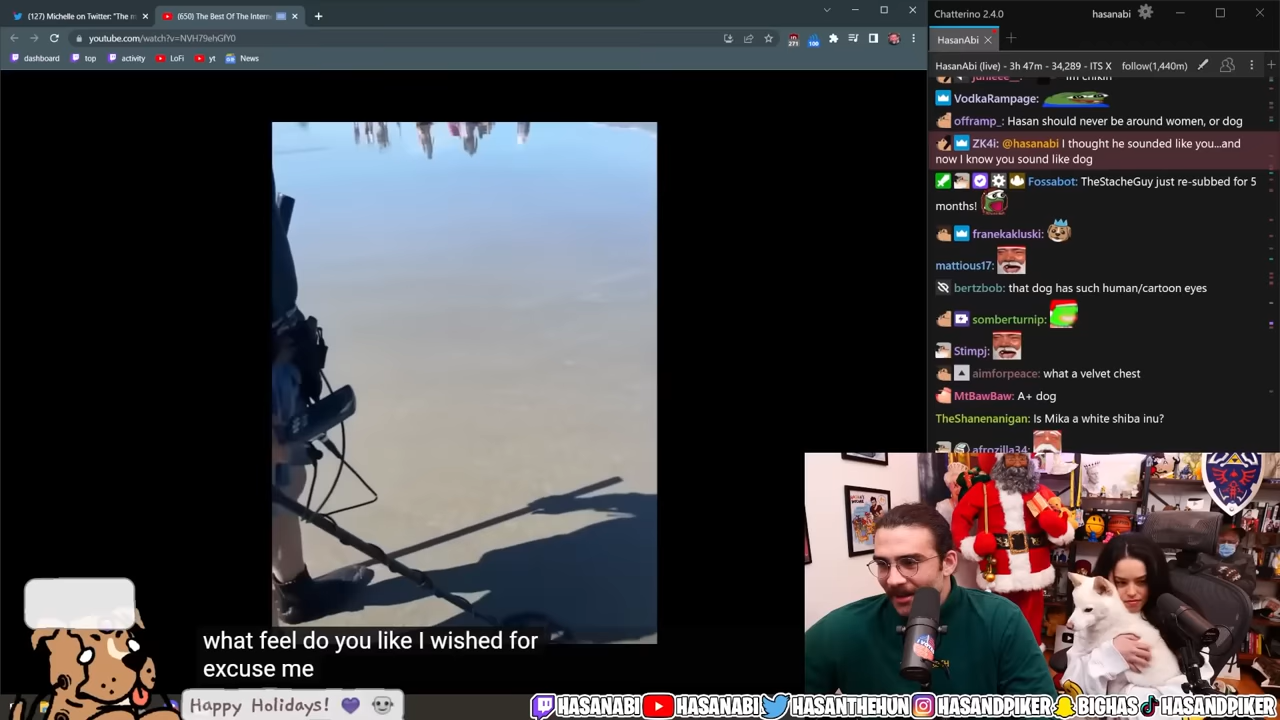 (127) Michelle on Twitter: "The n
(650) The Best Of The Intern
Chatterino 2.4.0
hasanabi
youtube.com/watch?v=NVH79ehGfY0
271
100
HasanAbi
dashboard
top
activity
LoFi
yt
News
HasanAbi (live) - 3h 47m - 34,289 - ITS X
follow(1,440m)
VodkaRampage:
offramp_: Hasan should never be around women, or dog
ZK4i: @hasanabi I thought he sounded like you...and
now I know you sound like dog
Fossabot: TheStacheGuy just re-subbed for 5
months!
franekakluski:
mattious17:
bertzbob: that dog has such human/cartoon eyes
somberturnip:
Stimpj:
aimforpeace: what a velvet chest
MtBawBaw: A+ dog
TheShanenanigan: Is Mika a white shiba inu?
afrozilla34:
what feel do you like I wished for
excuse me
Happy Holidays!
HASANABI
HASANABI
HASANTHEHUN
HASANDPIKER
BIGHAS
HASANDPIKER